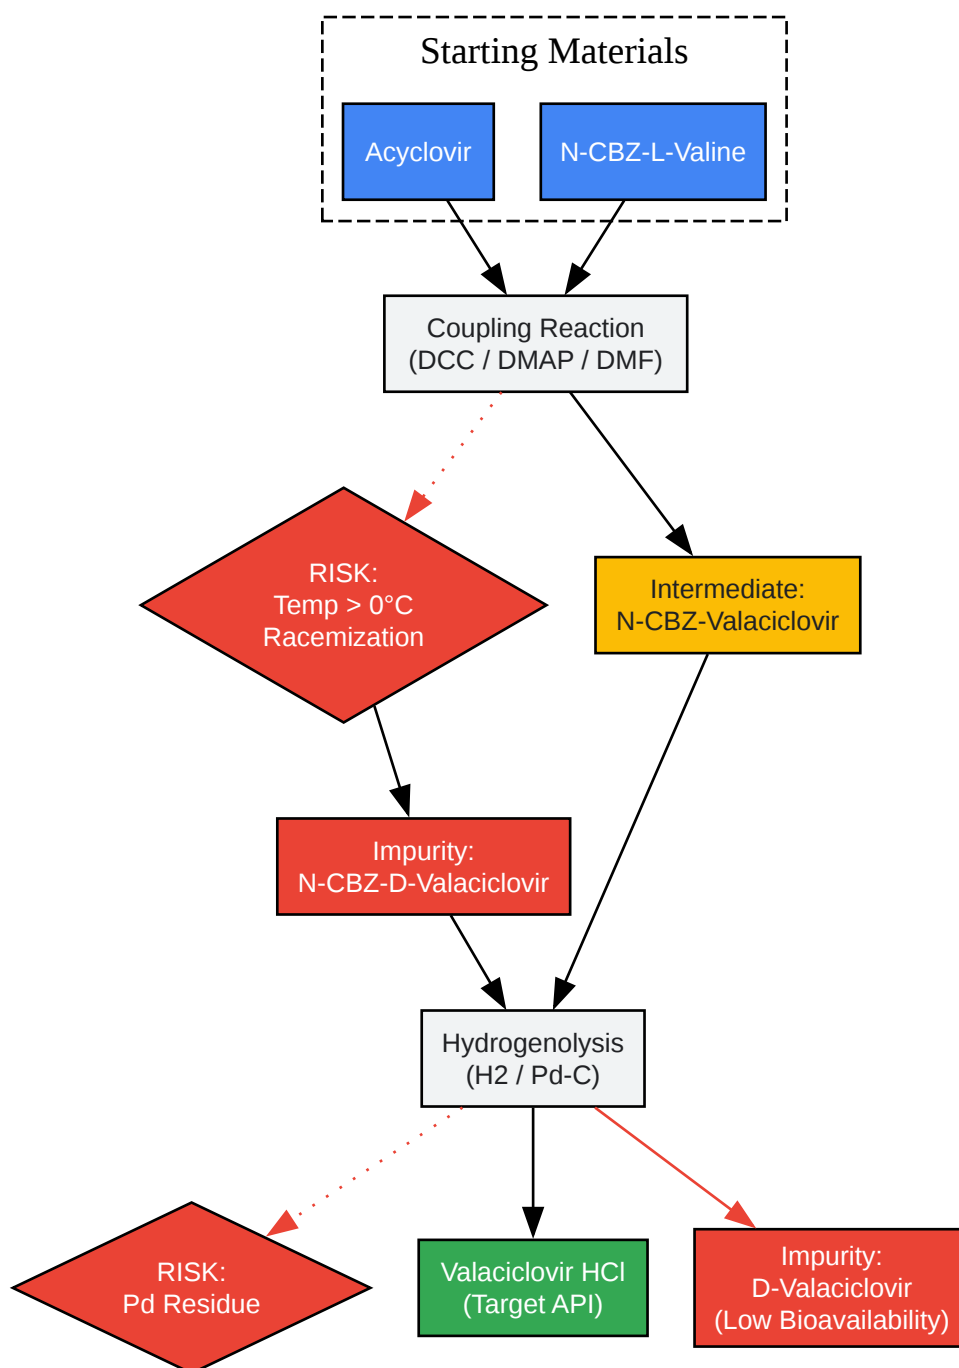 Starting Materials
Acyclovir
N-CBZ-L-Valine
Coupling Reaction
(DCC / DMAP / DMF)
RISK:
Temp > 0°C
Racemization
Intermediate:
N-CBZ-Valaciclovir
Impurity:
N-CBZ-D-Valaciclovir
Hydrogenolysis
(H2 / Pd-C)
RISK:
Pd Residue
Valaciclovir HCl
(Target API)
Impurity:
D-Valaciclovir
(Low Bioavailability)